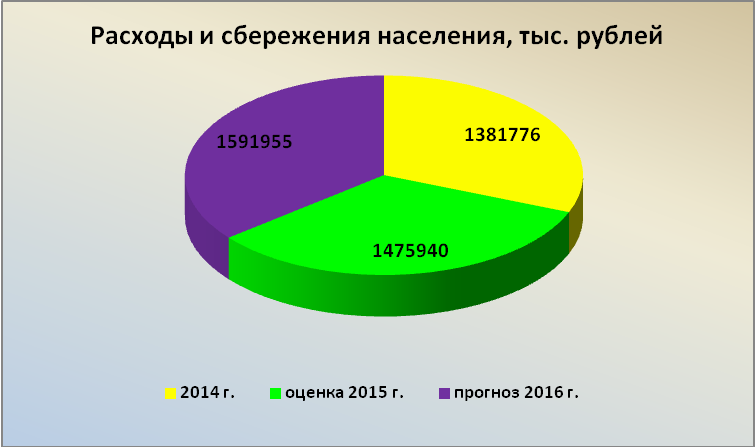 Расходы и сбережения населения, тыс. рублей
1591955
1381776
1475940
2014 г.
оценка 2015 г.
прогноз 2016 г.